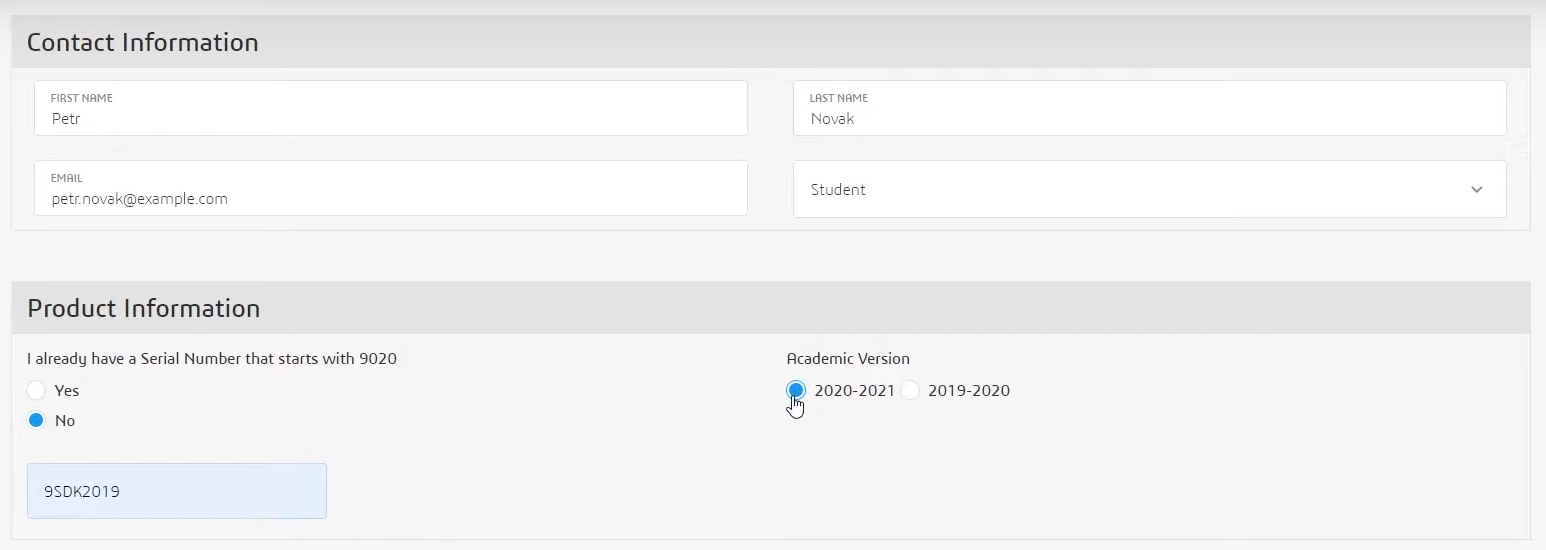 Contact Information
FIRST NAME
Petr
LAST NAME
Novak
EMAIL
petr.novak@example.com
Student
Product Information
I already have a Serial Number that starts with 9020
Yes
No
Academic Version
2020-2021 2019-2020
9SDK2019